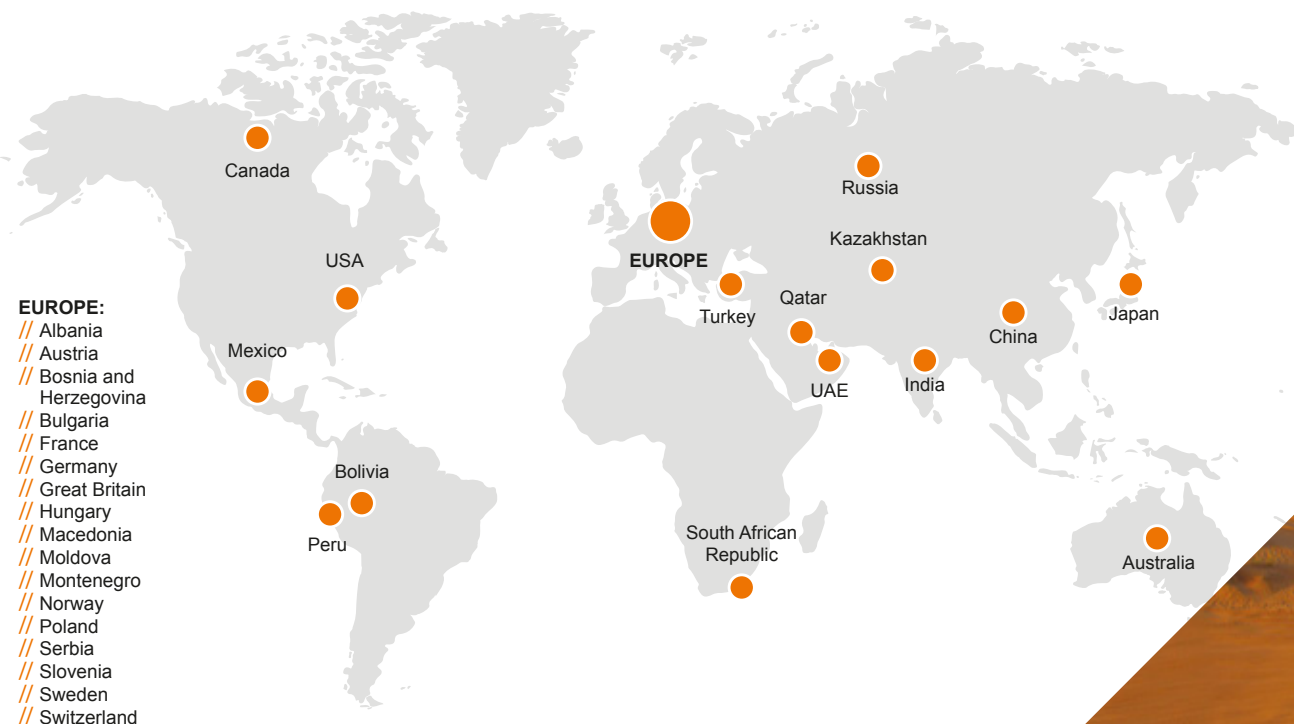 Canada
Russia
Kazakhstan
EUROPE
USA
Qatar
Turkey
Japan
China
EUROPE:
// Albania
// Austria
// Bosnia and
Herzegovina
// Bulgaria
// France
// Germany
// Great Britain
// Hungary
// Macedonia
// Moldova
// Montenegro
// Norway
// Poland
// Serbia
// Slovenia
// Sweden
// Switzerland
Mexico
UAE
India
Bolivia
Peru
South African
Republic
Australia